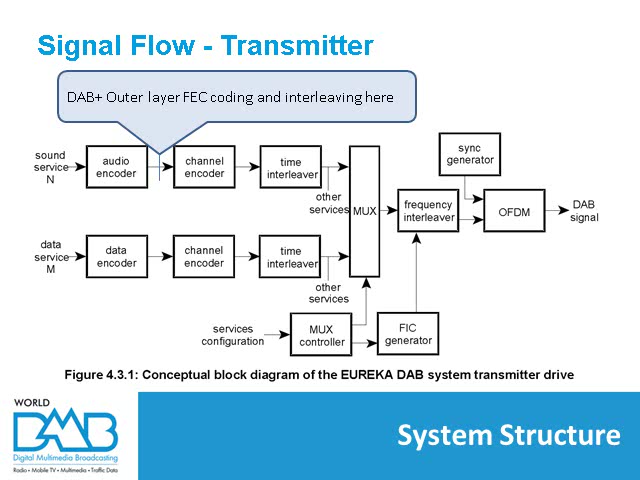 Signal Flow - Transmitter
DAB+ Outer layer FEC coding and interleaving here
sync
generator
sound
service
N
audio
encoder
channel
encoder
time
interleaver
other
services
MUX
frequency
interleaver
OFDM
DAB
signal
data
service
M
data
encoder
channel
encoder
time
interleaver
other
services
services
configuration
MUX
controller
FIC
generator
Figure 4.3.1: Conceptual block diagram of the EUREKA DAB system transmitter drive
WORLD
DMB
Digital Multimedia Broadcasting
Radio • Mobile TV • Multimedia • Traffic Data
System Structure